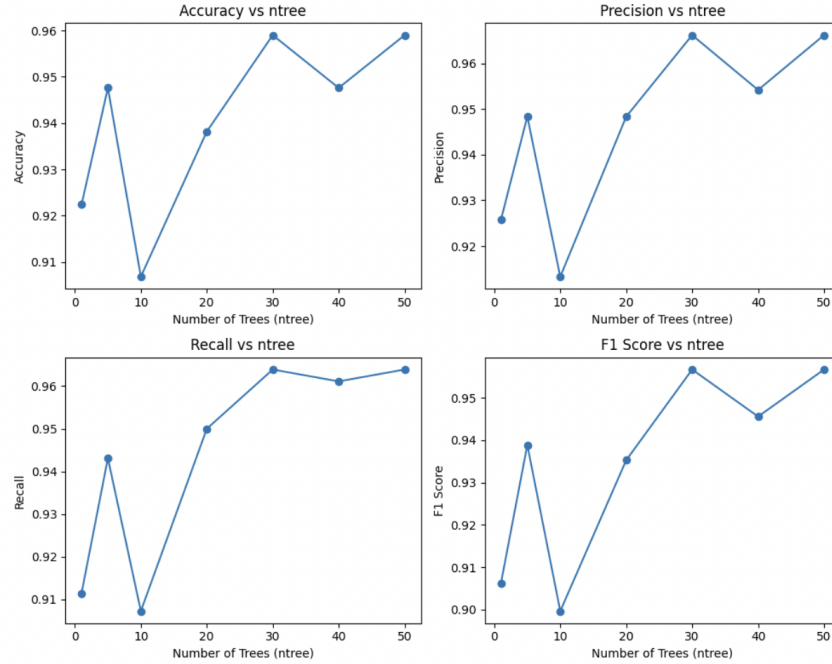 Accuracy vs ntree
0.96
0.95
0.94
0.93
0.92
0.91
Accuracy
0 10 20 30 40 50
Number of Trees (ntree)
Precision vs ntree
0.96
0.95
0.94
0.93
0.92
Precision
0 10 20 30 40 50
Number of Trees (ntree)
Recall vs ntree
0.96
0.95
0.94
0.93
0.92
0.91
Recall
0 10 20 30 40 50
Number of Trees (ntree)
F1 Score vs ntree
0.95
0.94
0.93
0.92
0.91
0.90
F1 Score
0 10 20 30 40 50
Number of Trees (ntree)